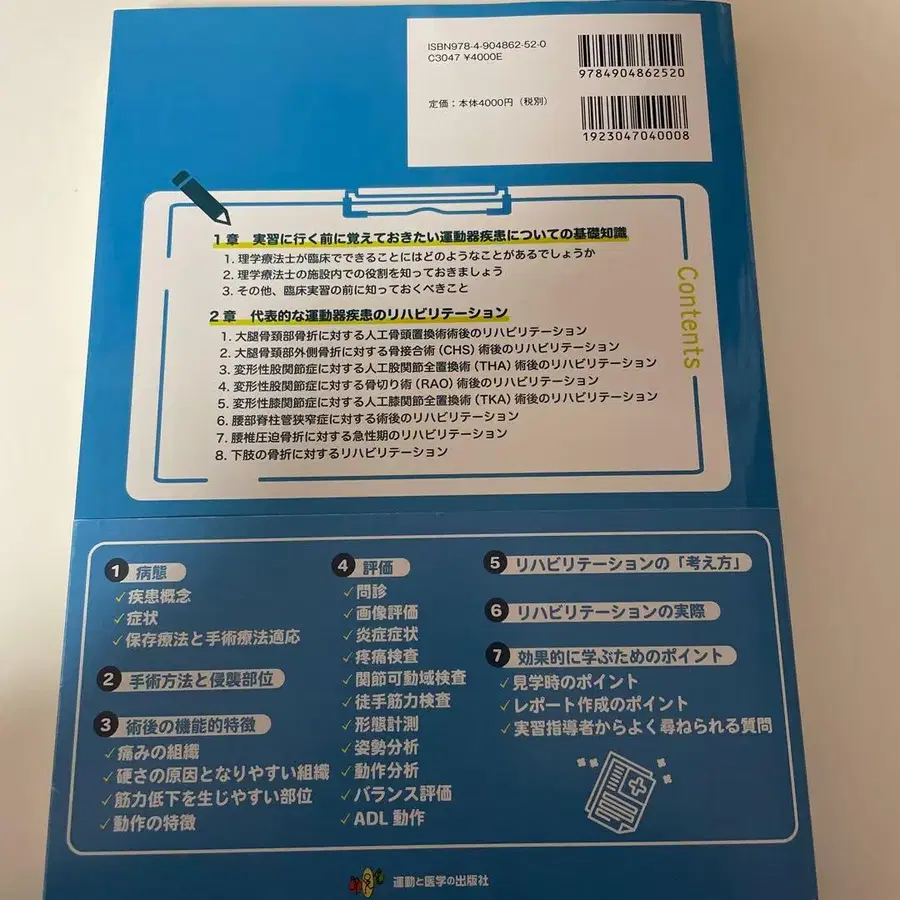 ISBN978-4-904862-52-0
C3047 ¥4000E
9784904862520
定価：本体4000円（税別）
1923047040008
Contents
1章 実習に行く前に覚えておきたい運動器疾患についての基礎知識
1. 理学療法士が臨床でできることにはどのようなことがあるでしょうか
2. 理学療法士の施設内での役割を知っておきましょう
3. その他、臨床実習の前に知っておくべきこと
2章 代表的な運動器疾患のリハビリテーション
1. 大腿骨頚部骨折に対する人工骨頭置換術術後のリハビリテーション
2. 大腿骨頚部外側骨折に対する骨接合術（CHS）術後のリハビリテーション
3. 変形性股関節症に対する人工股関節全置換術（THA）術後のリハビリテーション
4. 変形性股関節症に対する骨切り術（RAO）術後のリハビリテーション
5. 変形性膝関節症に対する人工膝関節全置換術（TKA）術後のリハビリテーション
6. 腰部脊柱管狭窄症に対する術後のリハビリテーション
7. 腰椎圧迫骨折に対する急性期のリハビリテーション
8. 下肢の骨折に対するリハビリテーション
1 病態
✓疾患概念
✓症状
✓保存療法と手術療法適応
2 手術方法と侵襲部位
3 術後の機能的特徴
✓痛みの組織
✓硬さの原因となりやすい組織
✓筋力低下を生じやすい部位
✓動作の特徴
4 評価
✓問診
✓画像評価
✓炎症症状
✓疼痛検査
✓関節可動域検査
✓徒手筋力検査
✓形態計測
✓姿勢分析
✓動作分析
✓バランス評価
✓ADL 動作
5 リハビリテーションの「考え方」
6 リハビリテーションの実際
7 効果的に学ぶためのポイント
✓見学時のポイント
✓レポート作成のポイント
✓実習指導者からよく尋ねられる質問
運動と医学の出版社